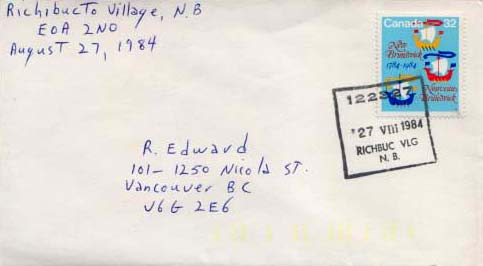 Richibucto Village, N.B
E0A 2N0
August 27, 1984
Canada 32
New
Brunswick
1784-1984
Nouveau
Brunswick
122227
'27 VIII 1984
RICHBUC VLG
N. B.
R. Edward
101-1250 Nicola St.
Vancouver BC
V6G 2E6